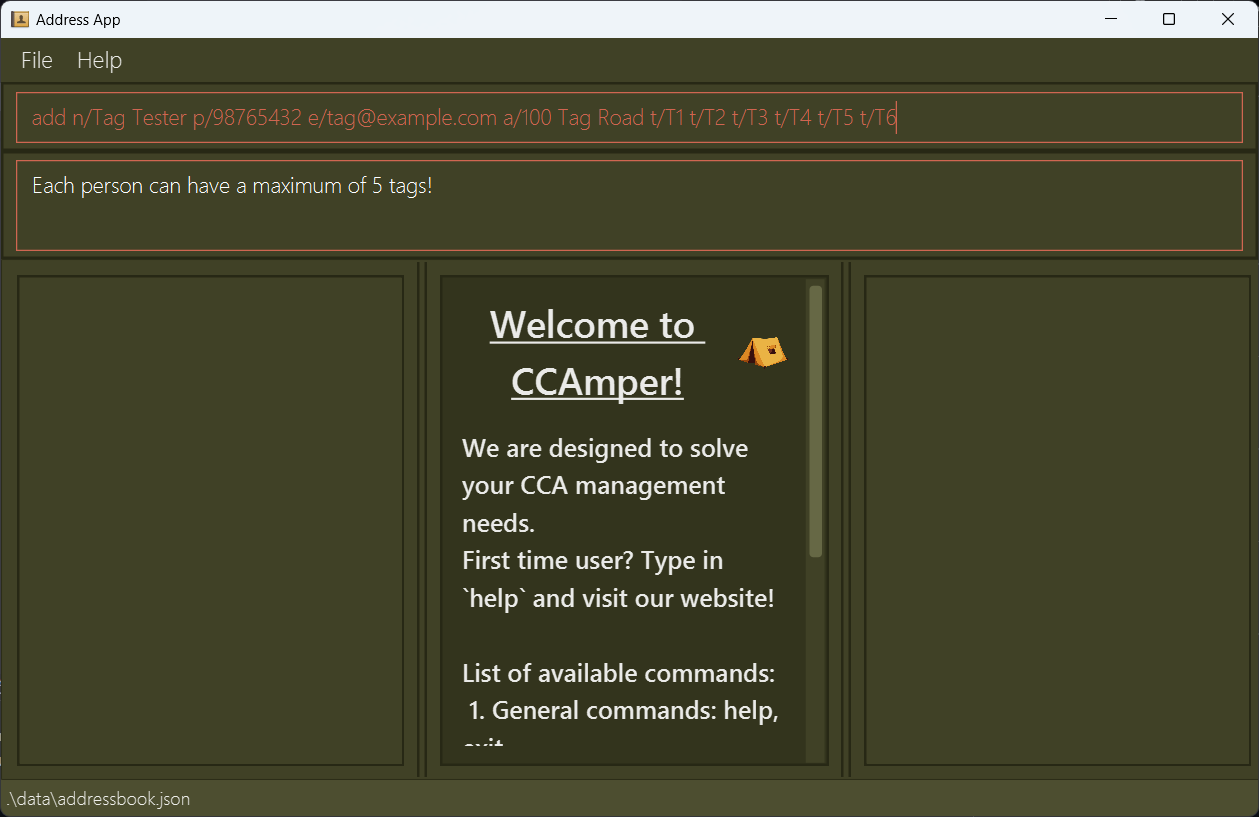 Address App
File Help
add n/Tag Tester p/98765432 e/tag@example.com a/100 Tag Road t/T1 t/T2 t/T3 t/T4 t/T5 t/T6
Each person can have a maximum of 5 tags!
Welcome to
CCAmper!
We are designed to solve
your CCA management
needs.
First time user? Type in
`help` and visit our website!
List of available commands:
1. General commands: help,
exit
.\data\addressbook.json